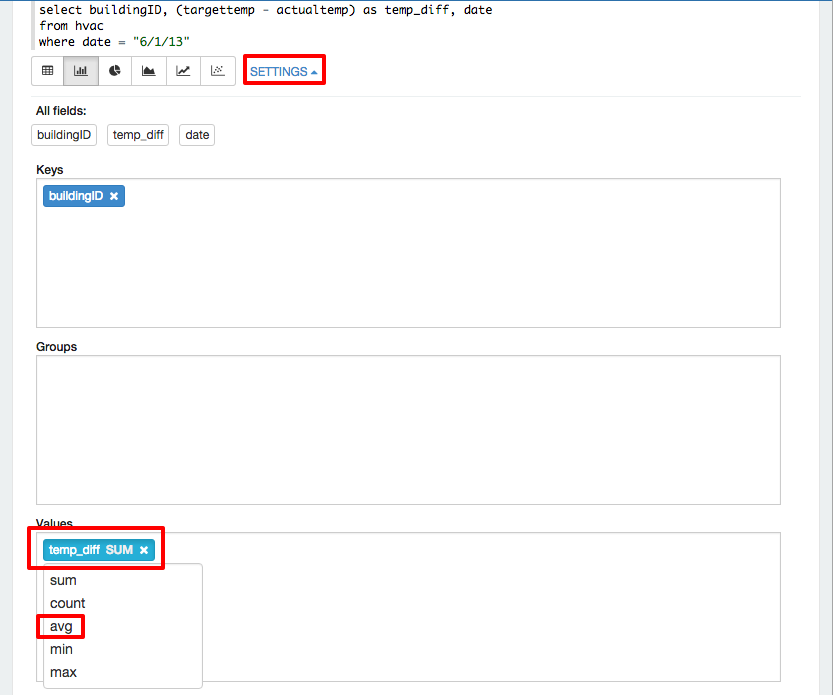 select buildingID, (targettemp - actualtemp) as temp_diff, date
from hvac
where date = "6/1/13"
SETTINGS
All fields:
buildingID temp_diff date
Keys
buildingID ×
Groups
Values
temp_diff SUM ×
sum
count
avg
min
max